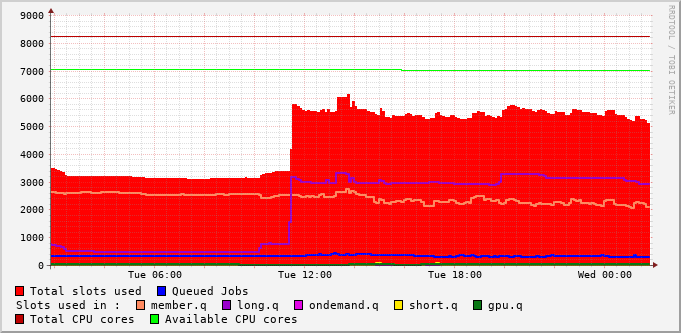 9000
8000
7000
6000
5000
4000
3000
2000
1000
0
Tue 06:00 Tue 12:00 Tue 18:00 Wed 00:00
Total slots used Queued Jobs
Slots used in : member.q long.q ondemand.q short.q gpu.q
Total CPU cores Available CPU cores
RRDTOOL / TOBI OETIKER